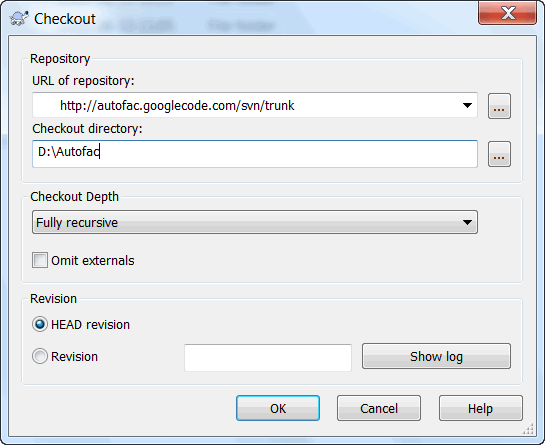 Checkout
Repository
URL of repository:
http://autofac.googlecode.com/svn/trunk
...
Checkout directory:
D:\Autofac
...
Checkout Depth
Fully recursive
Omit externals
Revision
HEAD revision
Revision
Show log
OK
Cancel
Help